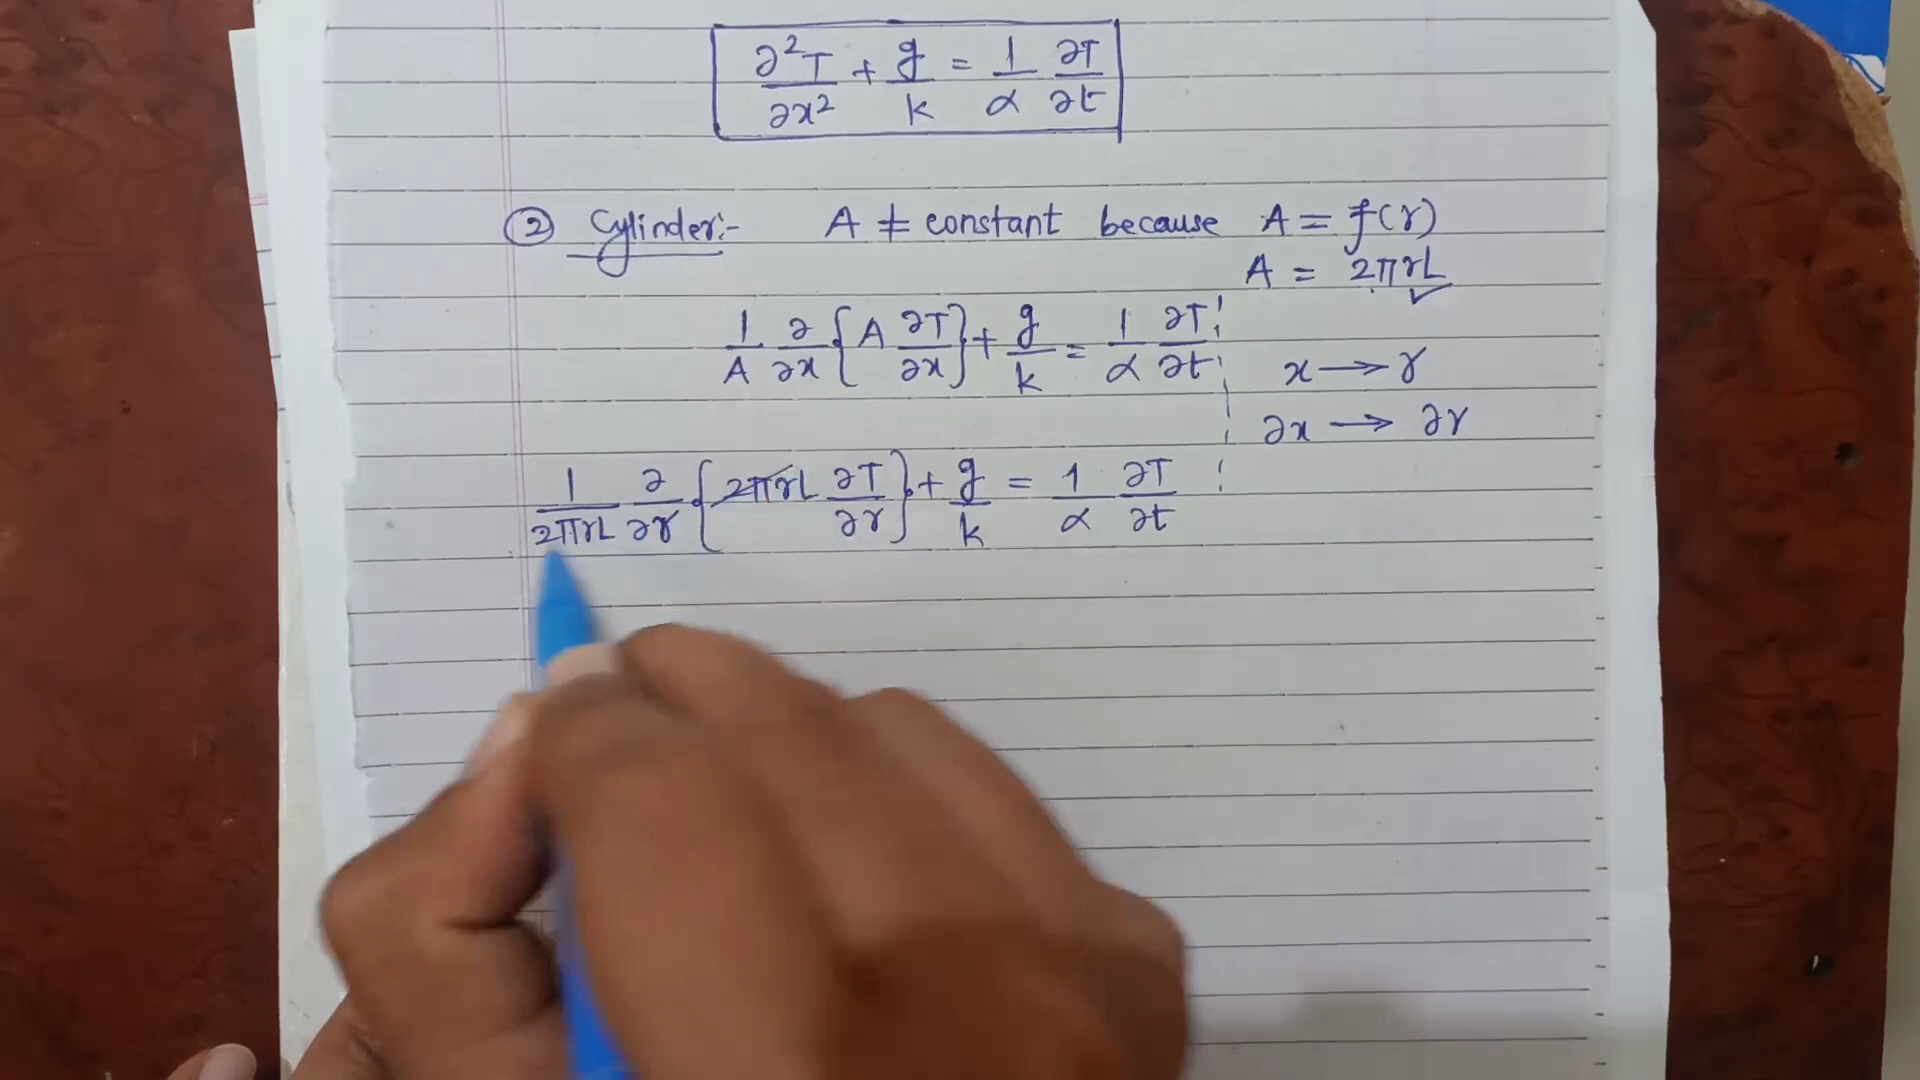 ∂²T/∂x² + g/k = 1/α ∂T/∂t
② Cylinder:- A ≠ constant because A = f(r)
A = 2πrL ✓
1/A ∂/∂x {A ∂T/∂x} + g/k = 1/α ∂T/∂t
x → r
∂x → ∂r
1/2πrL ∂/∂r {2πrL ∂T/∂r} + g/k = 1/α ∂T/∂t